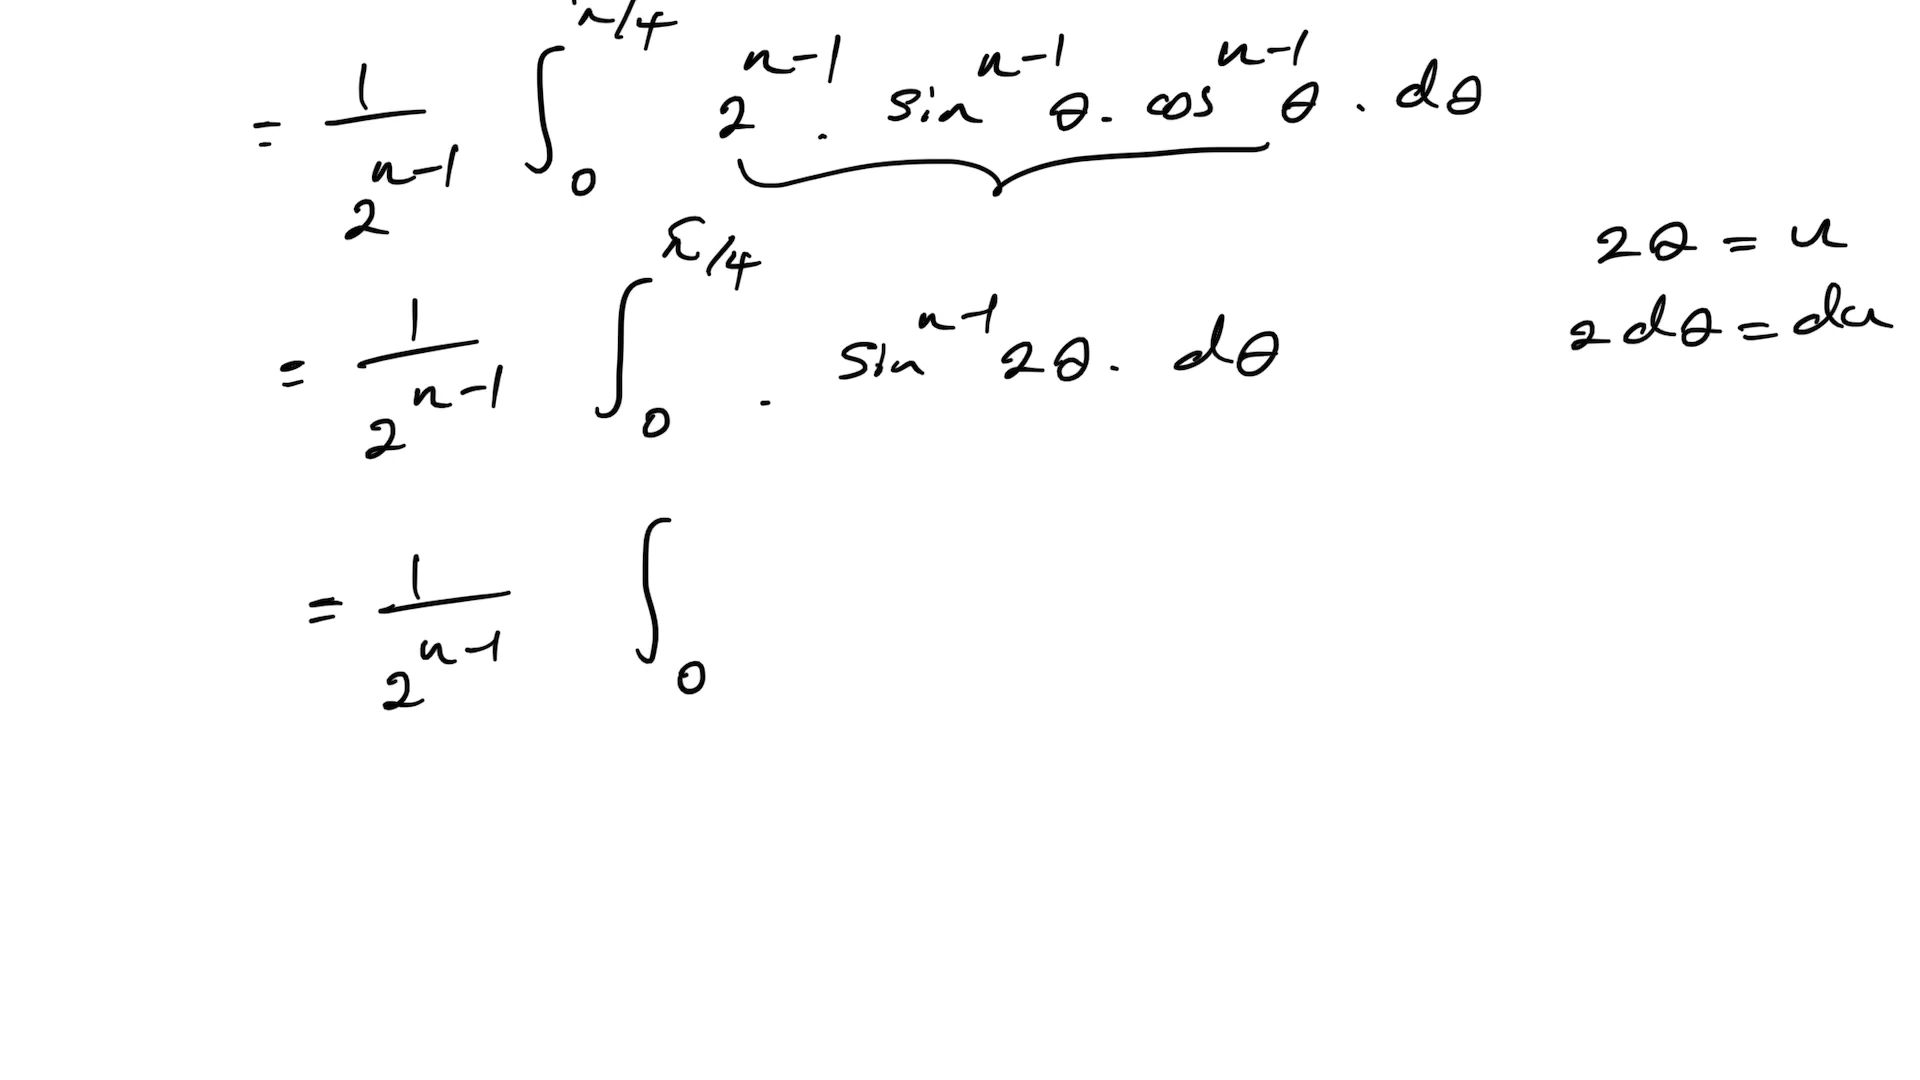 = 1/2^{n-1} ∫_0^{π/4} 2^{n-1} . sin^{n-1} θ . cos^{n-1} θ . dθ
= 1/2^{n-1} ∫_0^{π/4} . sin^{n-1} 2θ . dθ
2θ = u
2dθ = du
= 1/2^{n-1} ∫_0